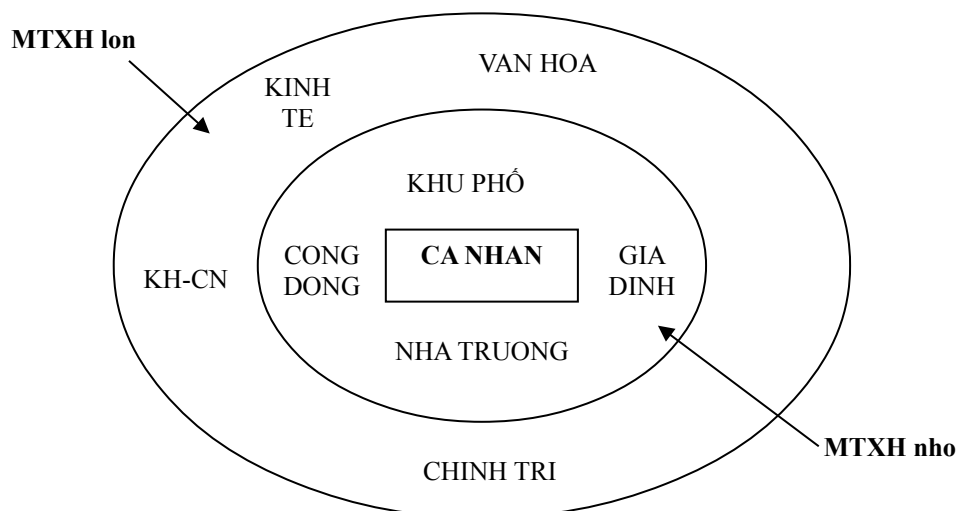 MTXH lon
VAN HOA
KINH
TE
KHU PHỐ
CONG
DONG
CA NHAN
GIA
DINH
KH-CN
NHA TRUONG
MTXH nho
CHINH TRI